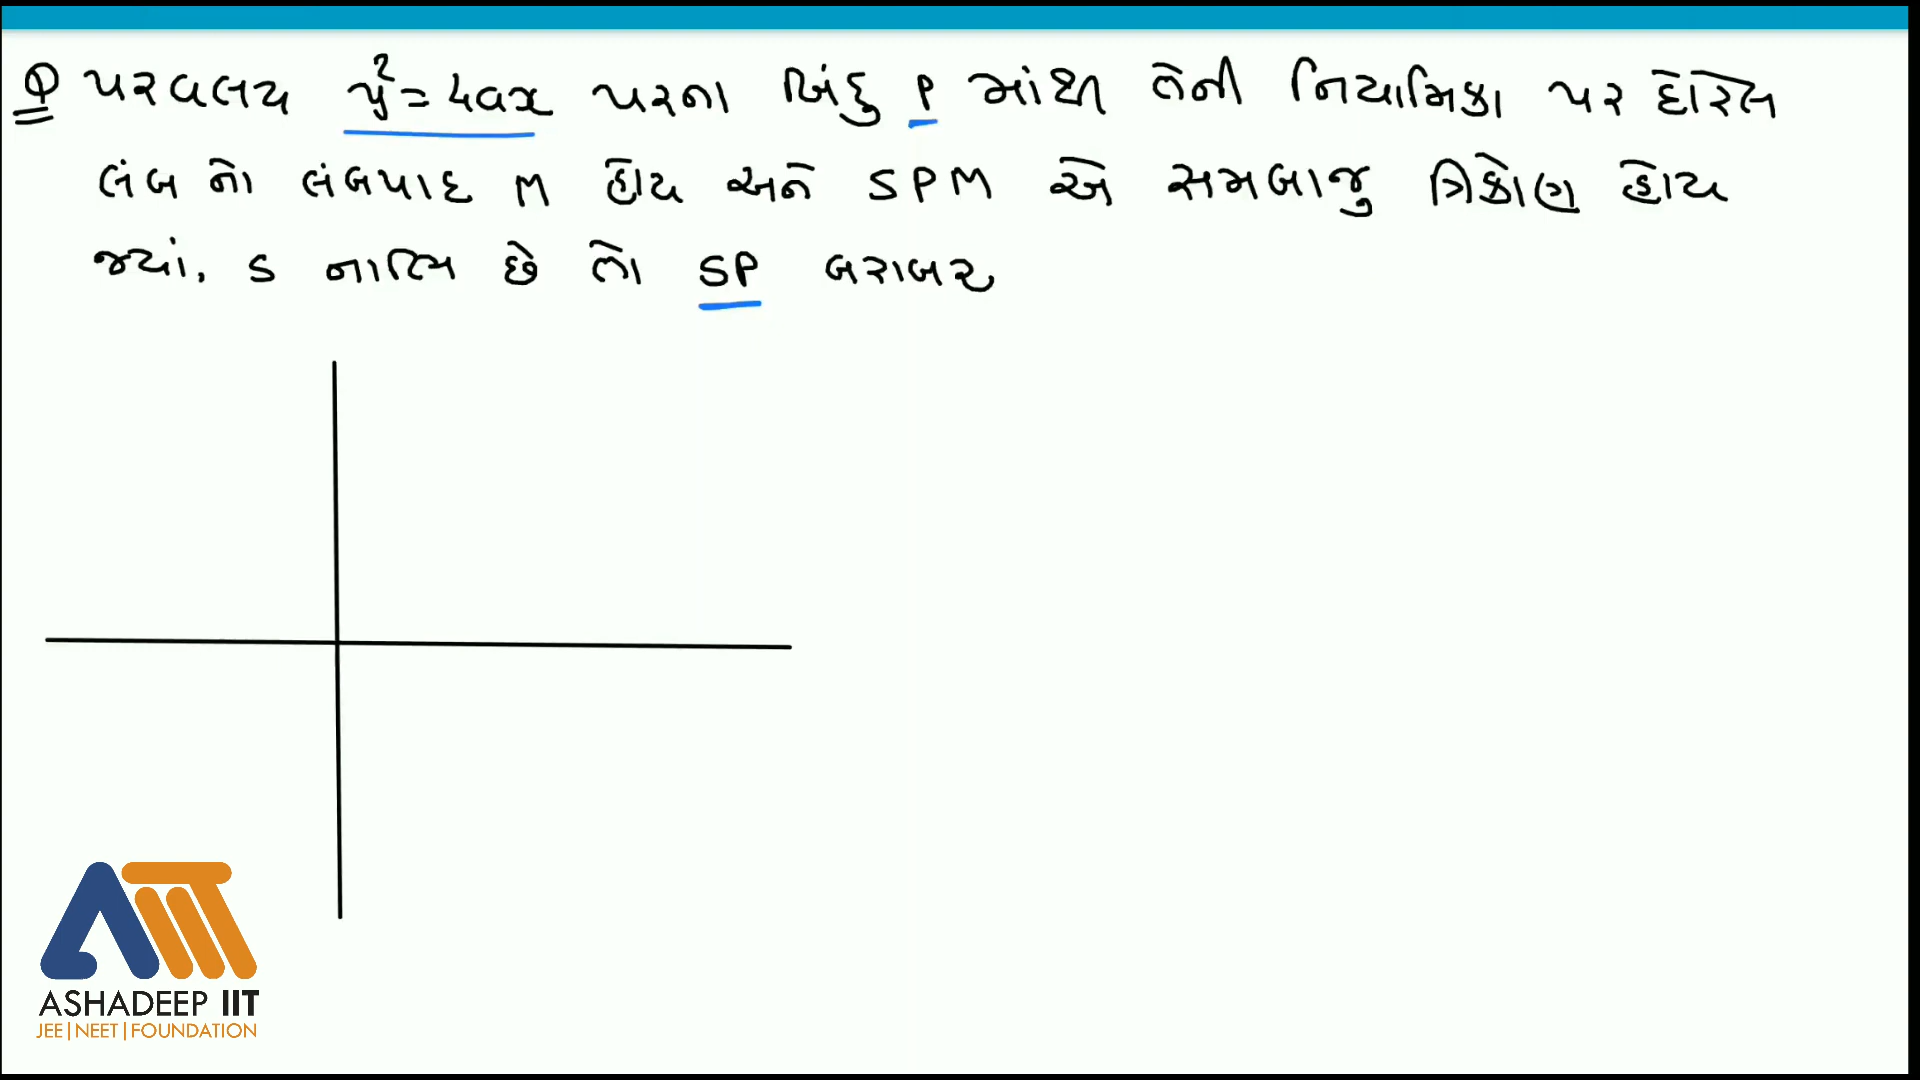 Q પરવલય y²=4ax પરના બિંદુ P માંથી તેની નિયામિકા પર દોરેલ
લંબ નો લંબપાદ M હોય અને SPM એ સમબાજુ ત્રિકોણ હોય
જ્યાં, S નાભિ છે તો SP બરાબર
ASHADEEP IIT
JEE|NEET|FOUNDATION